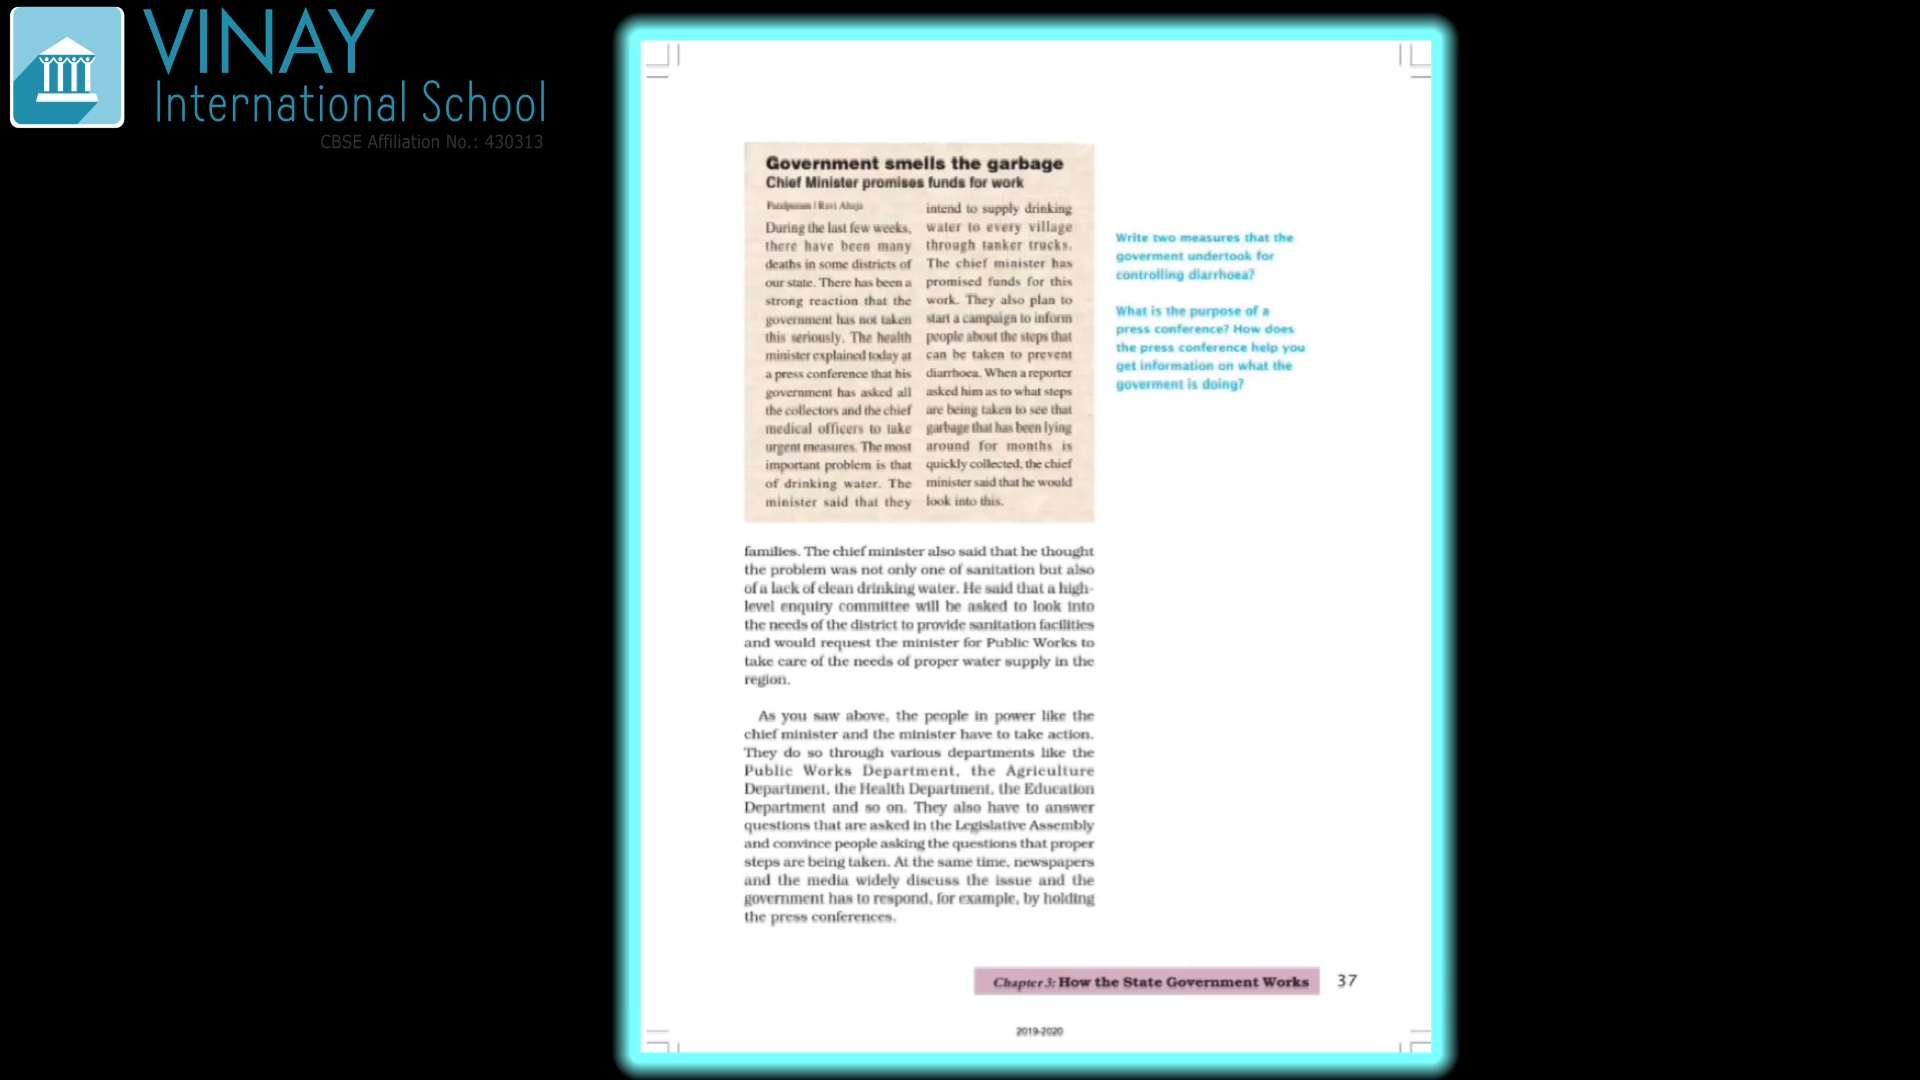 VINAY
International School
CBSE Affiliation No.: 430313
Government smells the garbage
Chief Minister promises funds for work
Patalpuram | Ravi Ahuja
During the last few weeks,
there have been many
deaths in some districts of
our state. There has been a
strong reaction that the
government has not taken
this seriously. The health
minister explained today at
a press conference that his
government has asked all
the collectors and the chief
medical officers to take
urgent measures. The most
important problem is that
of drinking water. The
minister said that they
intend to supply drinking
water to every village
through tanker trucks.
The chief minister has
promised funds for this
work. They also plan to
start a campaign to inform
people about the steps that
can be taken to prevent
diarrhoea. When a reporter
asked him as to what steps
are being taken to see that
garbage that has been lying
around for months is
quickly collected, the chief
minister said that he would
look into this.
Write two measures that the
goverment undertook for
controlling diarrhoea?
What is the purpose of a
press conference? How does
the press conference help you
get information on what the
goverment is doing?
families. The chief minister also said that he thought
the problem was not only one of sanitation but also
of a lack of clean drinking water. He said that a high-
level enquiry committee will be asked to look into
the needs of the district to provide sanitation facilities
and would request the minister for Public Works to
take care of the needs of proper water supply in the
region.
As you saw above, the people in power like the
chief minister and the minister have to take action.
They do so through various departments like the
Public Works Department, the Agriculture
Department, the Health Department, the Education
Department and so on. They also have to answer
questions that are asked in the Legislative Assembly
and convince people asking the questions that proper
steps are being taken. At the same time, newspapers
and the media widely discuss the issue and the
government has to respond, for example, by holding
the press conferences.
Chapter 3: How the State Government Works 37
2019-2020